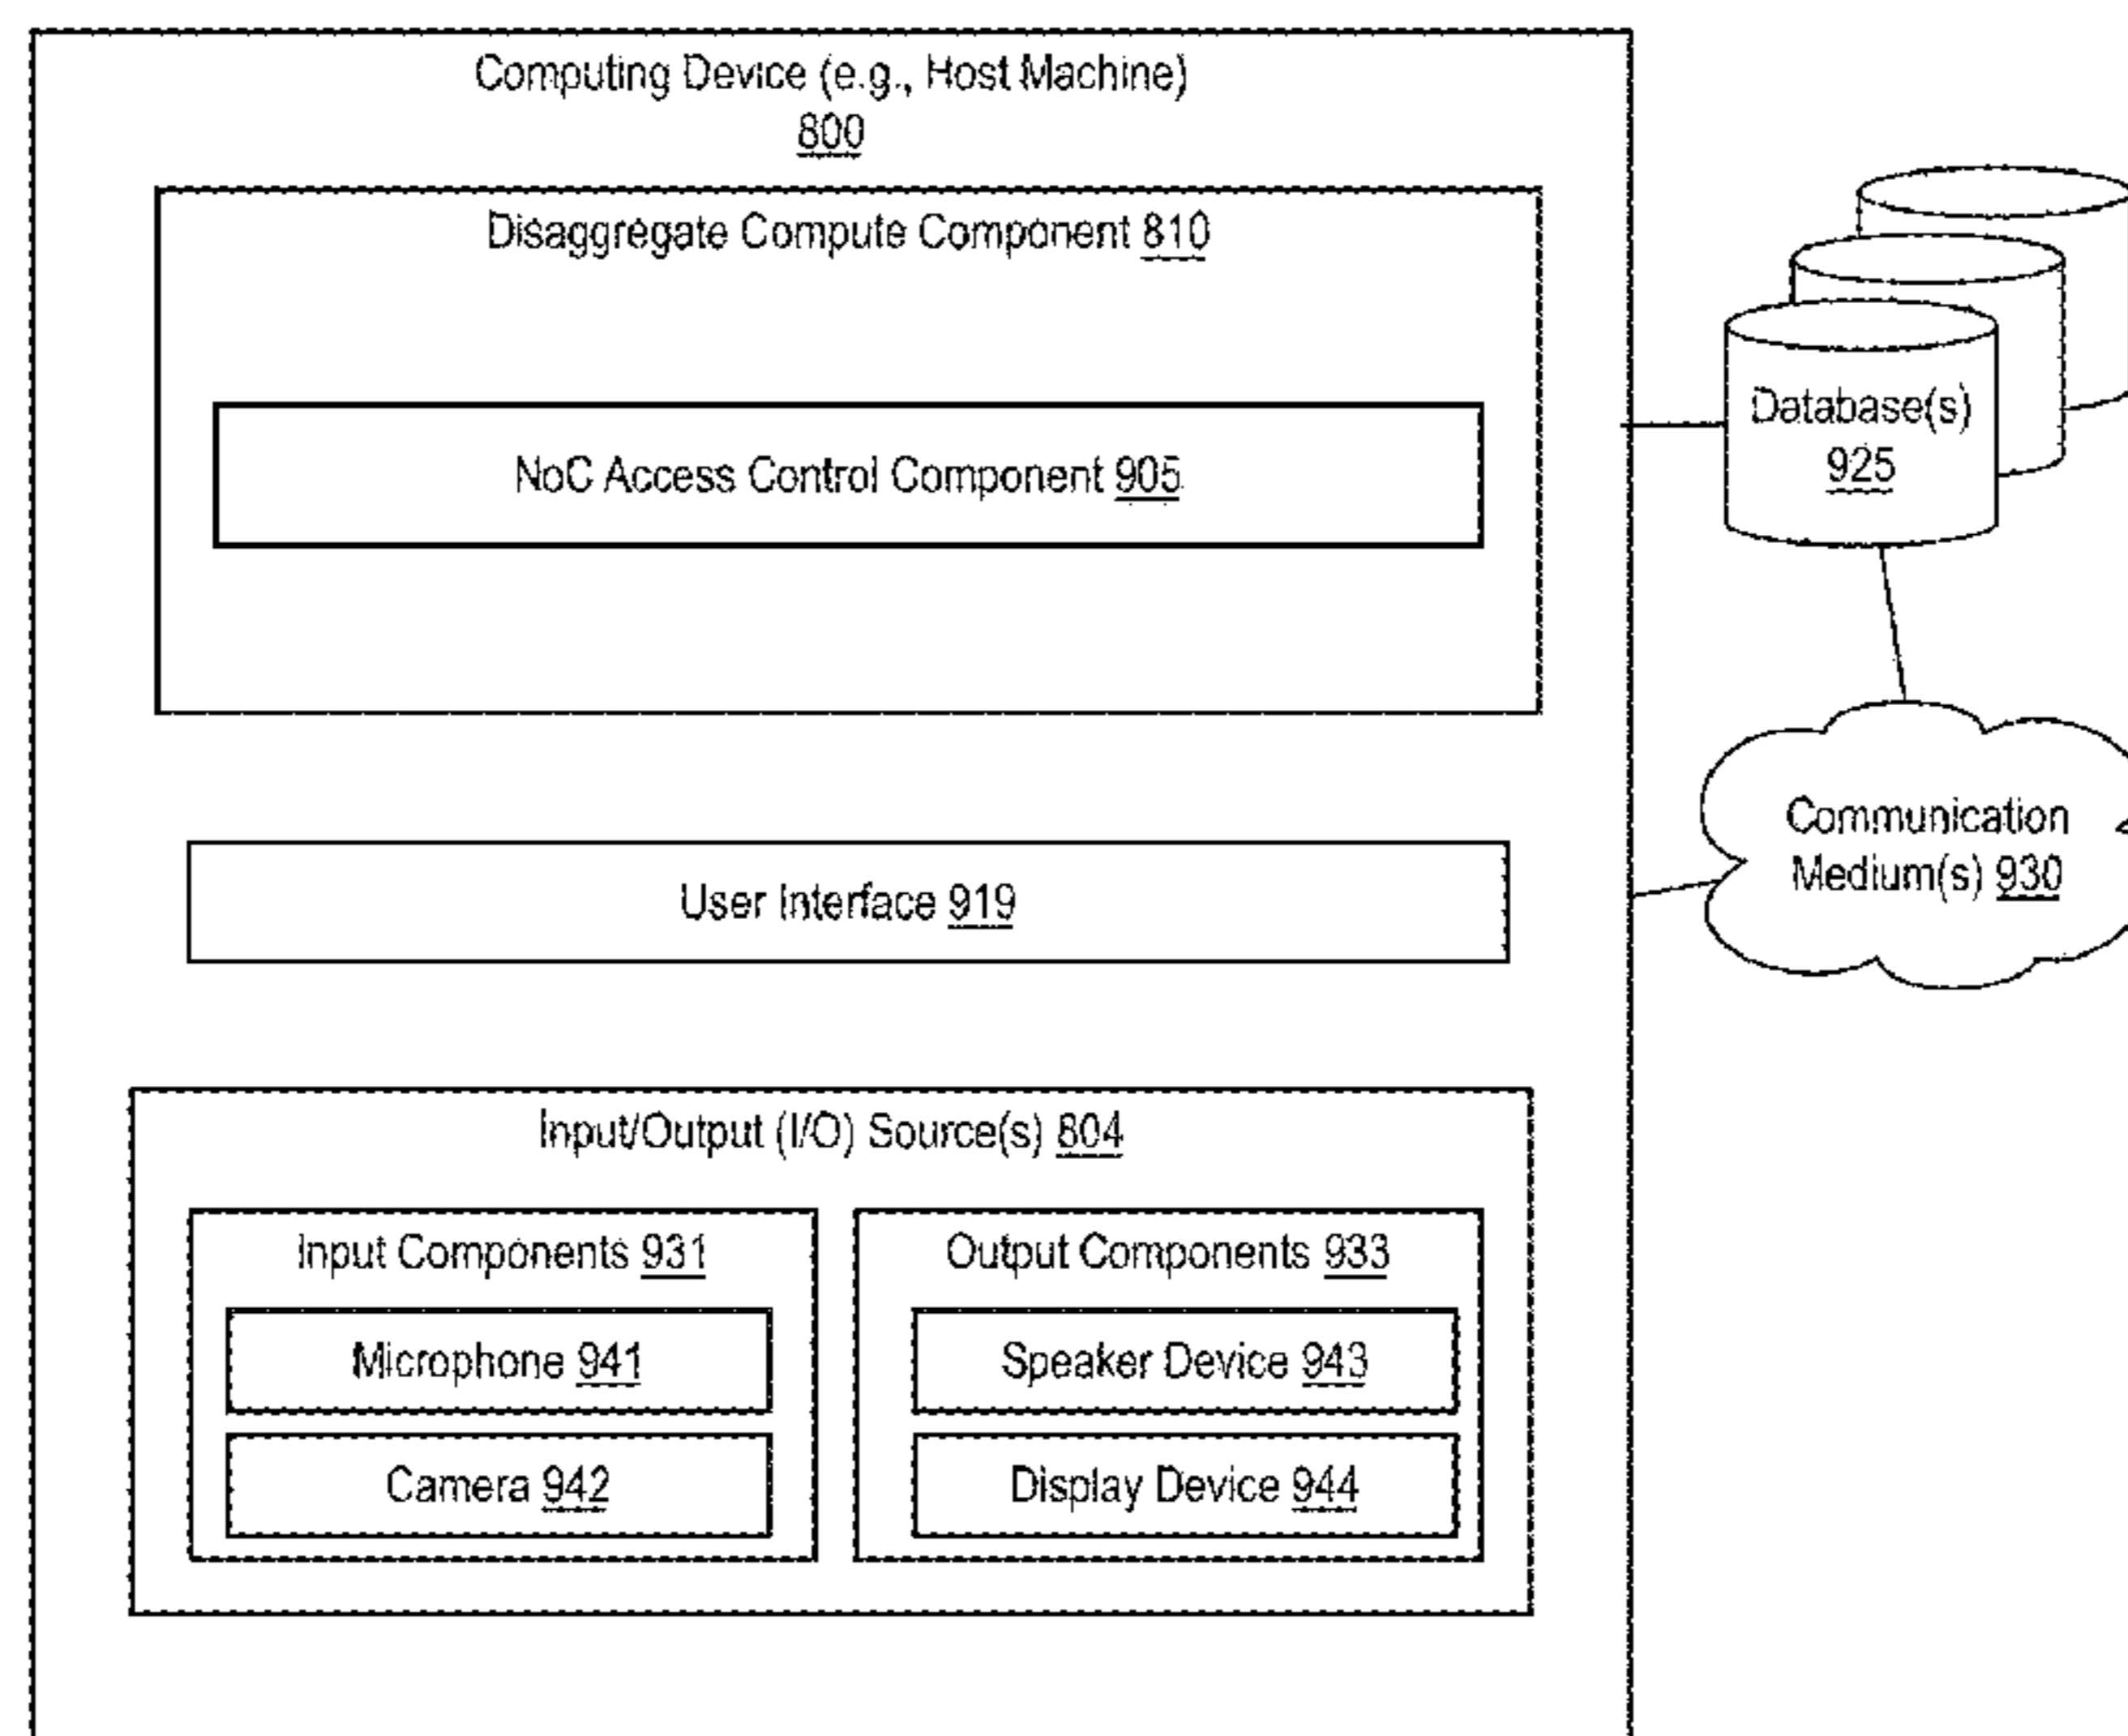 Computing Device (e.g., Host Machine)
800
Disaggregate Compute Component 810
NoC Access Control Component 905
Database(s)
925
Communication
Medium(s) 930
User Interface 919
Input/Output (I/O) Source(s) 804
Input Components 931
Output Components 933
Microphone 941
Speaker Device 943
Camera 942
Display Device 944